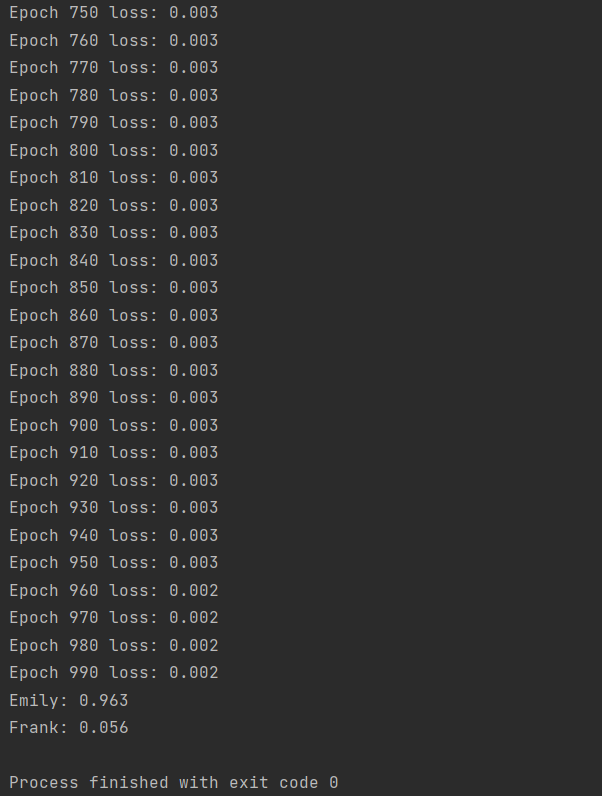 Epoch 750 loss: 0.003
Epoch 760 loss: 0.003
Epoch 770 loss: 0.003
Epoch 780 loss: 0.003
Epoch 790 loss: 0.003
Epoch 800 loss: 0.003
Epoch 810 loss: 0.003
Epoch 820 loss: 0.003
Epoch 830 loss: 0.003
Epoch 840 loss: 0.003
Epoch 850 loss: 0.003
Epoch 860 loss: 0.003
Epoch 870 loss: 0.003
Epoch 880 loss: 0.003
Epoch 890 loss: 0.003
Epoch 900 loss: 0.003
Epoch 910 loss: 0.003
Epoch 920 loss: 0.003
Epoch 930 loss: 0.003
Epoch 940 loss: 0.003
Epoch 950 loss: 0.003
Epoch 960 loss: 0.002
Epoch 970 loss: 0.002
Epoch 980 loss: 0.002
Epoch 990 loss: 0.002
Emily: 0.963
Frank: 0.056
Process finished with exit code 0